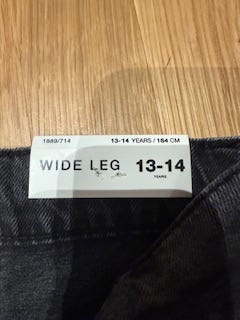 1889/714 13-14 YEARS / 164 CM
WIDE LEG 13-14
YEARS